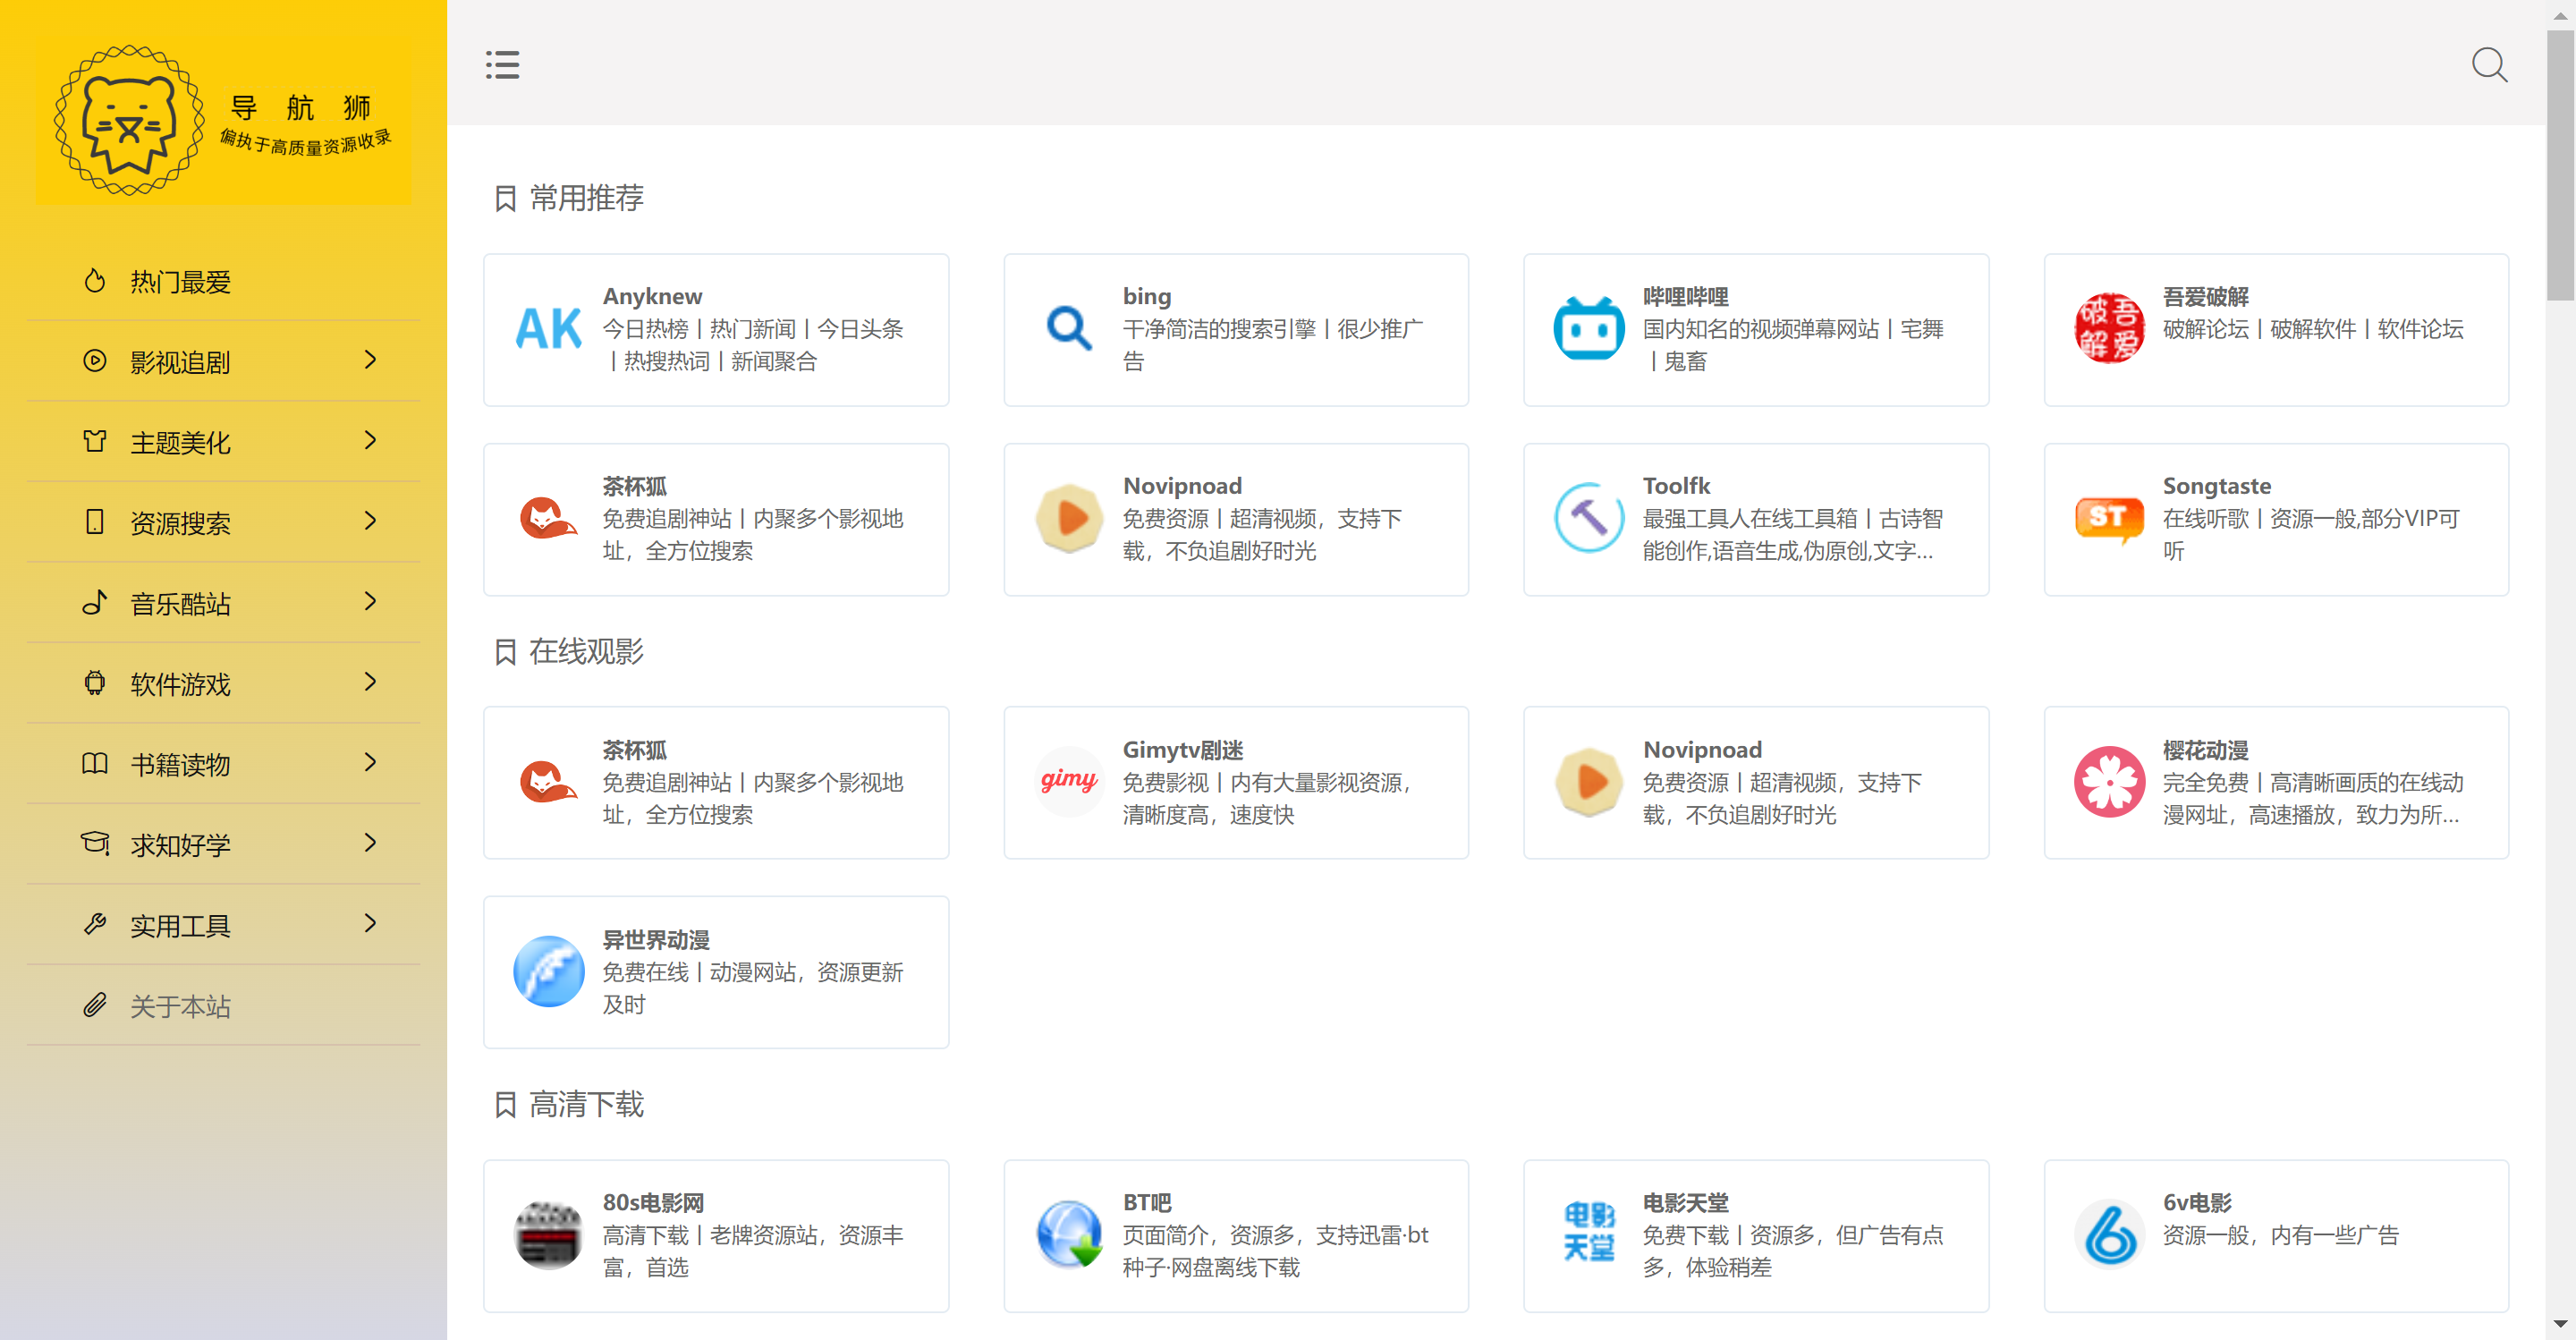 导 航 狮
偏执于高质量资源收录
热门最爱
影视追剧
主题美化
资源搜索
音乐酷站
软件游戏
书籍读物
求知好学
实用工具
关于本站
常用推荐
AK
Anyknew
今日热榜丨热门新闻丨今日头条
丨热搜热词丨新闻聚合
bing
干净简洁的搜索引擎丨很少推广
告
哔哩哔哩
国内知名的视频弹幕网站丨宅舞
丨鬼畜
破吾
解爱
吾爱破解
破解论坛丨破解软件丨软件论坛
茶杯狐
免费追剧神站丨内聚多个影视地
址，全方位搜索
Novipnoad
免费资源丨超清视频，支持下
载，不负追剧好时光
Toolfk
最强工具人在线工具箱丨古诗智
能创作,语音生成,伪原创,文字...
ST
Songtaste
在线听歌丨资源一般,部分VIP可
听
在线观影
茶杯狐
免费追剧神站丨内聚多个影视地
址，全方位搜索
gimy
Gimytv剧迷
免费影视丨内有大量影视资源，
清晰度高，速度快
Novipnoad
免费资源丨超清视频，支持下
载，不负追剧好时光
樱花动漫
完全免费丨高清晰画质的在线动
漫网址，高速播放，致力为所...
异世界动漫
免费在线丨动漫网站，资源更新
及时
高清下载
80s电影网
高清下载丨老牌资源站，资源丰
富，首选
BT吧
页面简介，资源多，支持迅雷·bt
种子·网盘离线下载
电影
天堂
电影天堂
免费下载丨资源多，但广告有点
多，体验稍差
6
6v电影
资源一般，内有一些广告